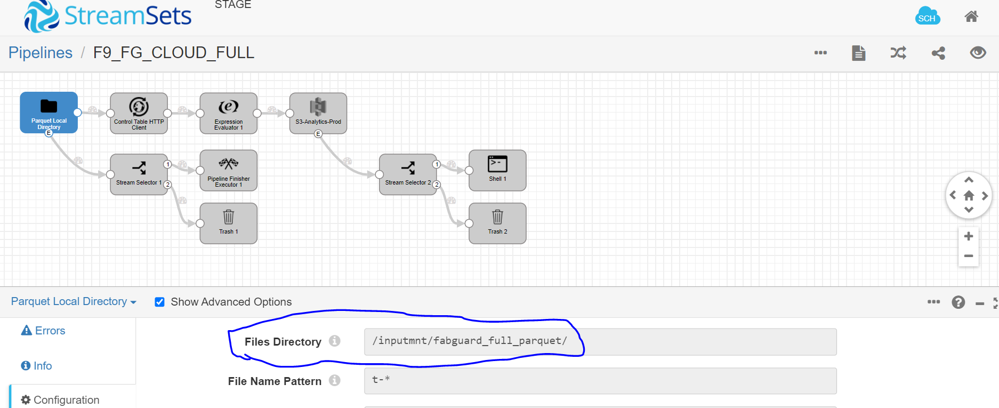 StreamSets
STAGE
SCH
Pipelines / F9_FG_CLOUD_FULL
Parquet Local
Directory
E
Control Table HTTP
Client
Expression
Evaluator 1
S3-Analytics-Prod
E
Stream Selector 1
1
2
Pipeline Finisher
Executor 1
Trash 1
Stream Selector 2
1
2
Shell 1
Trash 2
Parquet Local Directory
Show Advanced Options
Errors
Info
Configuration
Files Directory
/inputmnt/fabguard_full_parquet/
File Name Pattern
t-*